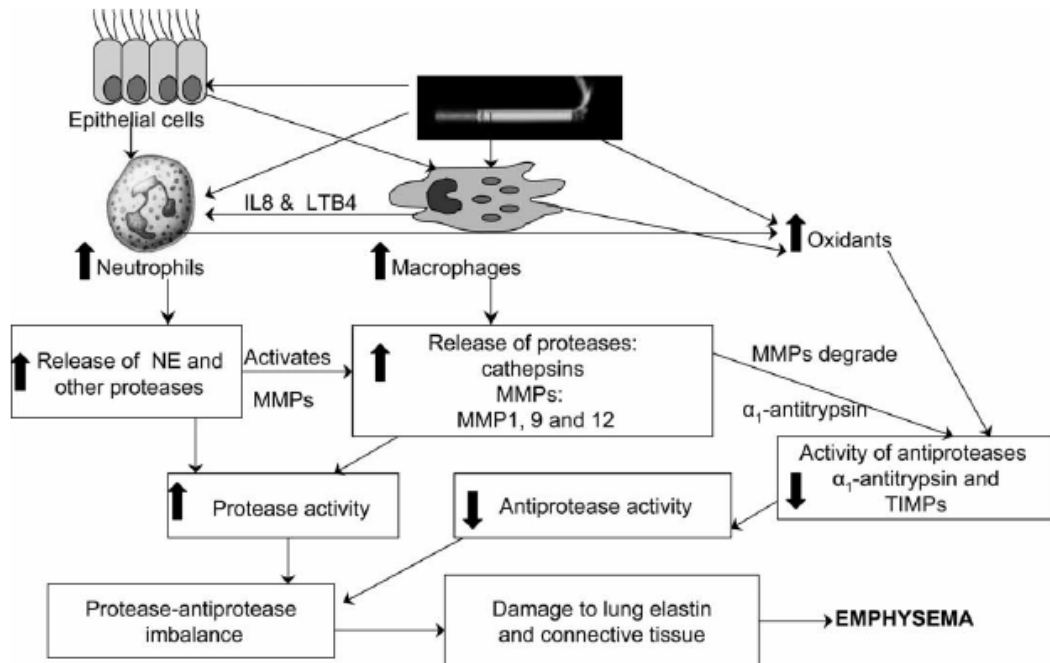 Epithelial cells
IL8 & LTB4
Oxidants
Neutrophils
Macrophages
Release of NE and
other proteases
Activates
MMPs
Release of proteases:
cathepsins
MMPs:
MMP1, 9 and 12
MMPs degrade
α₁-antitrypsin
Activity of antiproteases
α₁-antitrypsin and
TIMPs
Protease activity
Antiprotease activity
Protease-antiprotease
imbalance
Damage to lung elastin
and connective tissue
EMPHYSEMA